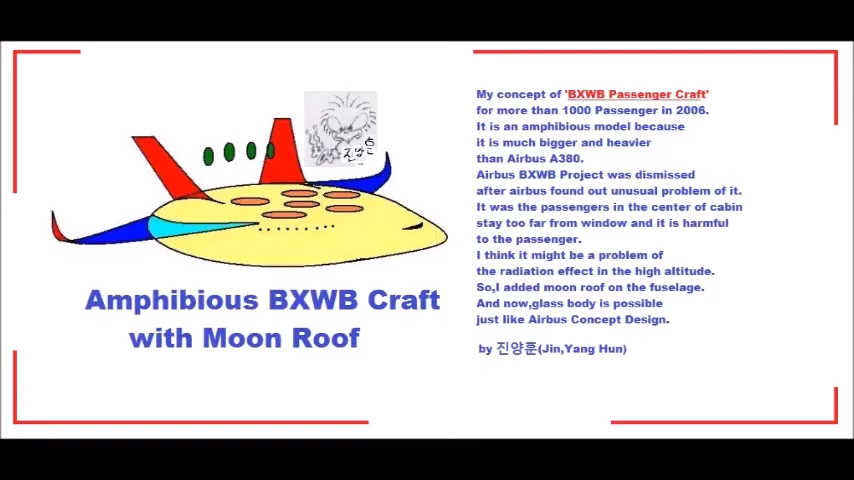 진양훈
Amphibious BXWB Craft
with Moon Roof
My concept of 'BXWB Passenger Craft'
for more than 1000 Passenger in 2006.
It is an amphibious model because
it is much bigger and heavier
than Airbus A380.
Airbus BXWB Project was dismissed
after airbus found out unusual problem of it.
It was the passengers in the center of cabin
stay too far from window and it is harmful
to the passenger.
I think it might be a problem of
the radiation effect in the high altitude.
So,I added moon roof on the fuselage.
And now,glass body is possible
just like Airbus Concept Design.
by 진양훈(Jin,Yang Hun)